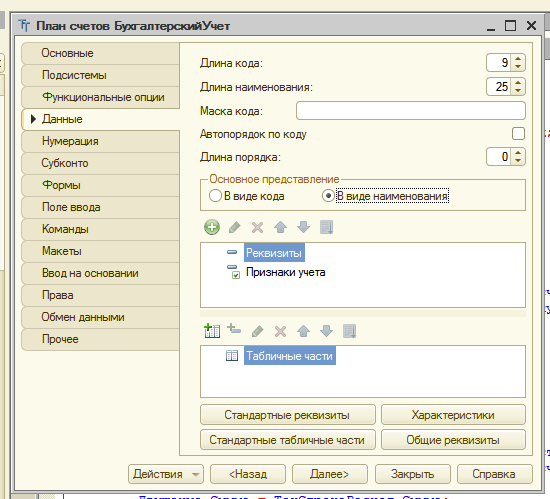 План счетов БухгалтерскийУчет
Основные
Подсистемы
Функциональные опции
Данные
Нумерация
Субконто
Формы
Поле ввода
Команды
Макеты
Ввод на основании
Права
Обмен данными
Прочее
Длина кода: 9
Длина наименования: 25
Маска кода:
Автопорядок по коду
Длина порядка: 0
Основное представление
В виде кода В виде наименования
Реквизиты
Признаки учета
Табличные части
Стандартные реквизиты Характеристики
Стандартные табличные части Общие реквизиты
Действия <Назад Далее> Закрыть Справка